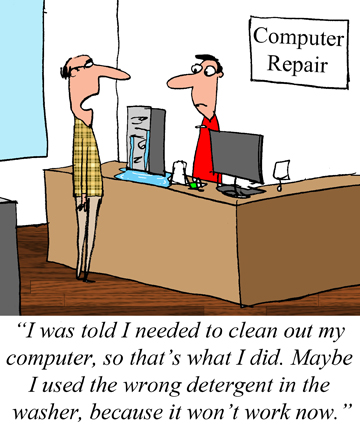 Computer
Repair
“I was told I needed to clean out my
computer, so that’s what I did. Maybe
I used the wrong detergent in the
washer, because it won’t work now.”